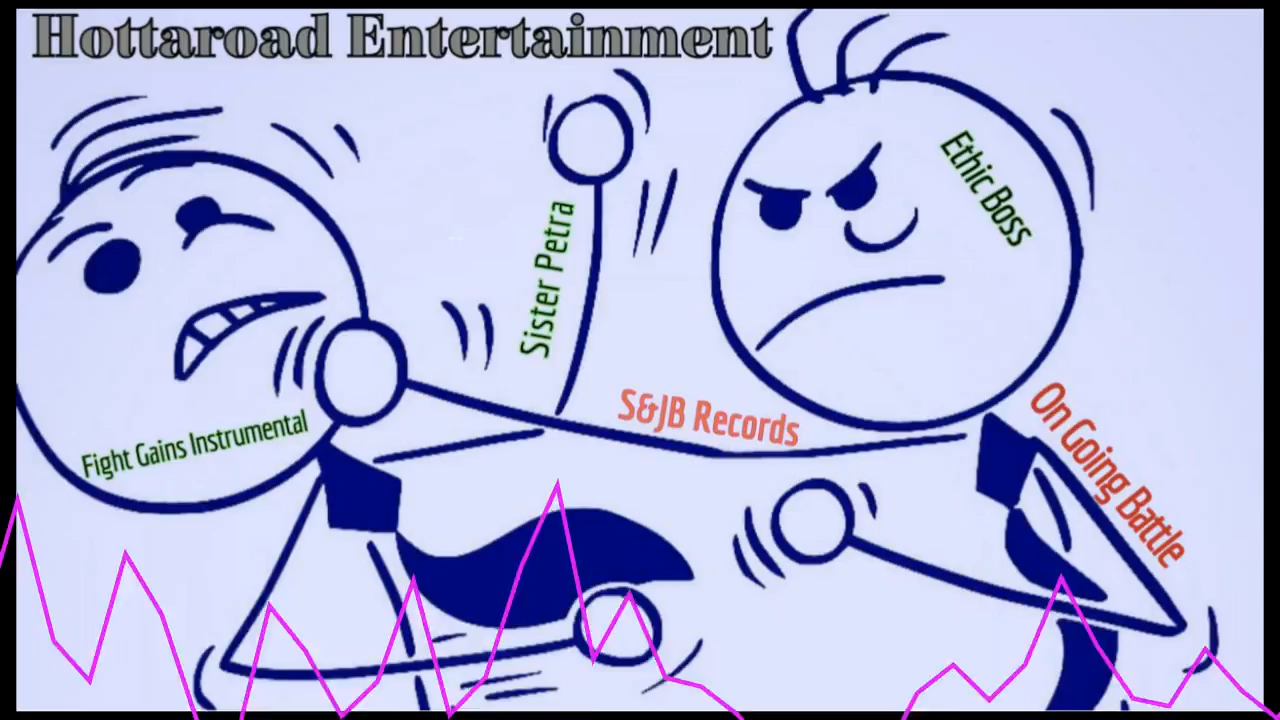 Hottaroad Entertainment
Ethic Boss
Sister Petra
S&JB Records
On Going Battle
Fight Gains Instrumental